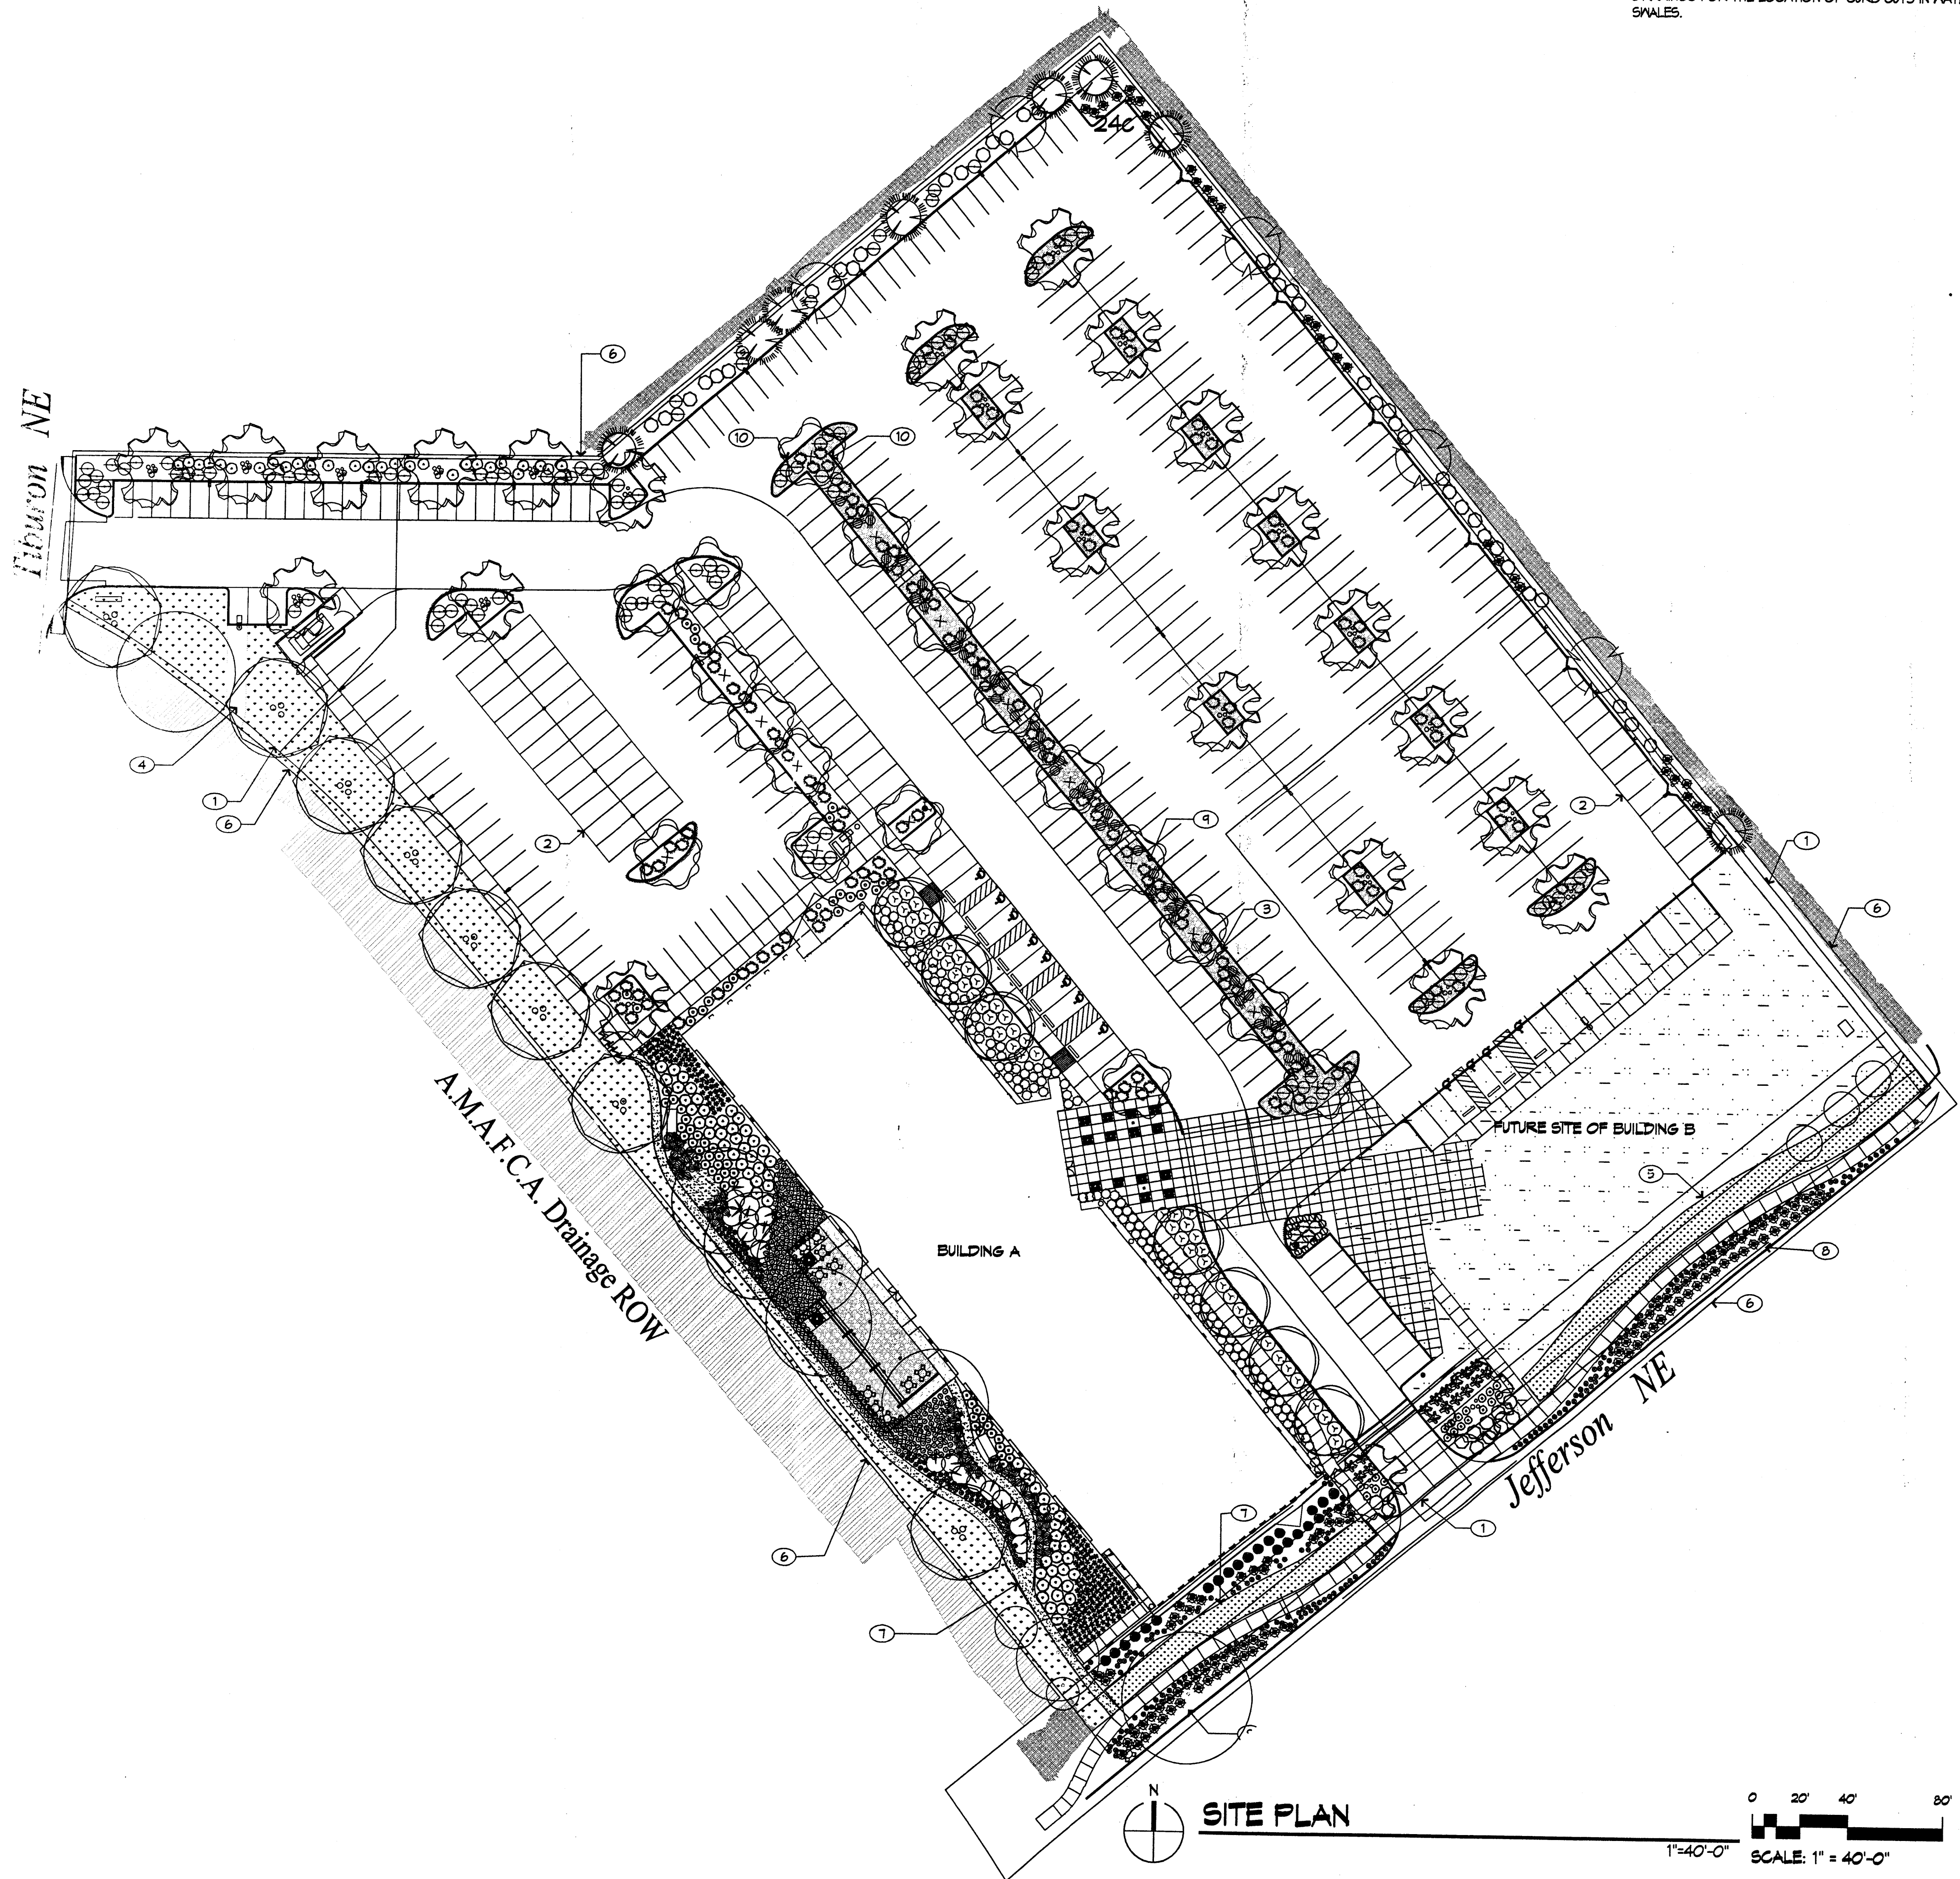 SWALES.
24C
6
Tiburon NE
10
10
4
1
6
2
9
3
2
1
6
A.M.A.F.C.A. Drainage ROW
FUTURE SITE OF BUILDING B
5
BUILDING A
8
6
Jefferson NE
6
7
1
7
N
SITE PLAN
1"=40'-0"
0 20' 40' 80'
SCALE: 1" = 40'-0"